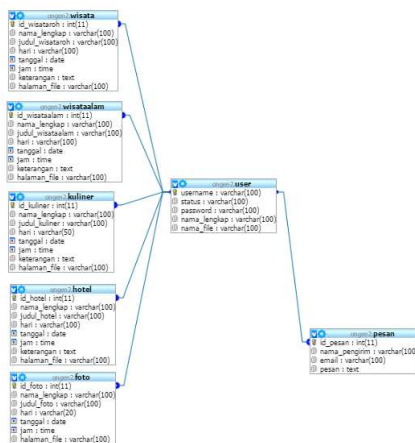 ongen2 wisata
id_wisataroh : int(11)
nama_lengkap : varchar(100)
judul_wisataroh : varchar(100)
hari : varchar(100)
tanggal : date
jam : time
keterangan : text
halaman_file : varchar(100)
ongen2 wisataalam
id_wisataalam : int(11)
nama_lengkap : varchar(100)
judul_wisataalam : varchar(100)
hari : varchar(100)
tanggal : date
jam : time
keterangan : text
halaman_file : varchar(100)
ongen2 kuliner
id_kuliner : int(11)
nama_lengkap : varchar(100)
judul_kuliner : varchar(100)
hari : varchar(50)
tanggal : date
jam : time
keterangan : text
halaman_file : varchar(100)
ongen2 user
username : varchar(100)
status : varchar(100)
password : varchar(100)
nama_lengkap : varchar(100)
nama_file : varchar(100)
ongen2 hotel
id_hotel : int(11)
nama_lengkap : varchar(100)
judul_hotel : varchar(100)
hari : varchar(100)
tanggal : date
jam : time
keterangan : text
halaman_file : varchar(100)
ongen2 pesan
id_pesan : int(11)
nama_pengirim : varchar(100)
email : varchar(100)
pesan : text
ongen2 foto
id_foto : int(11)
nama_lengkap : varchar(100)
judul_foto : varchar(100)
hari : varchar(20)
tanggal : date
jam : time
halaman_file : varchar(100)